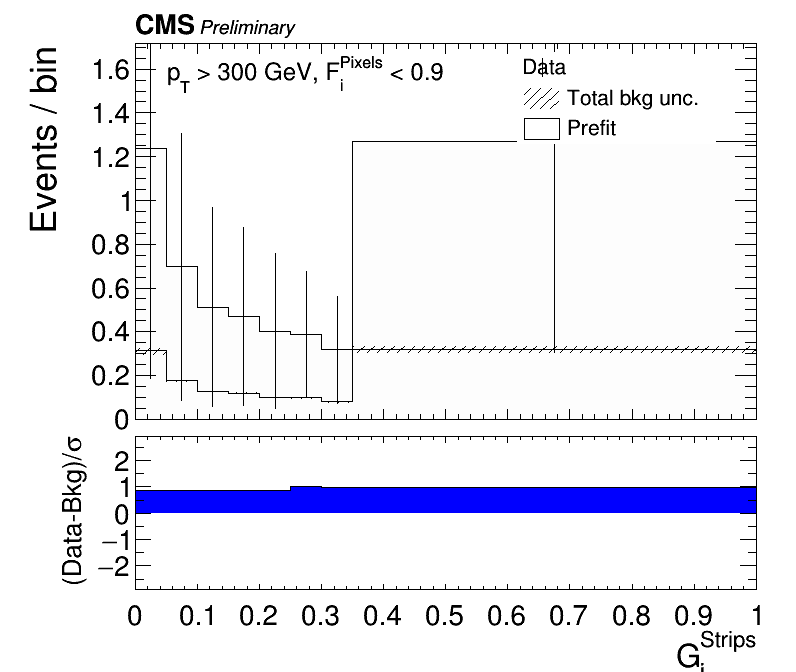 CMS Preliminary
p_T > 300 GeV, F_i^Pixels < 0.9
Data
Total bkg unc.
Prefit
Events / bin
1.6
1.4
1.2
1
0.8
0.6
0.4
0.2
0
(Data-Bkg)/σ
2
1
0
−1
−2
0 0.1 0.2 0.3 0.4 0.5 0.6 0.7 0.8 0.9 1
G_i^Strips